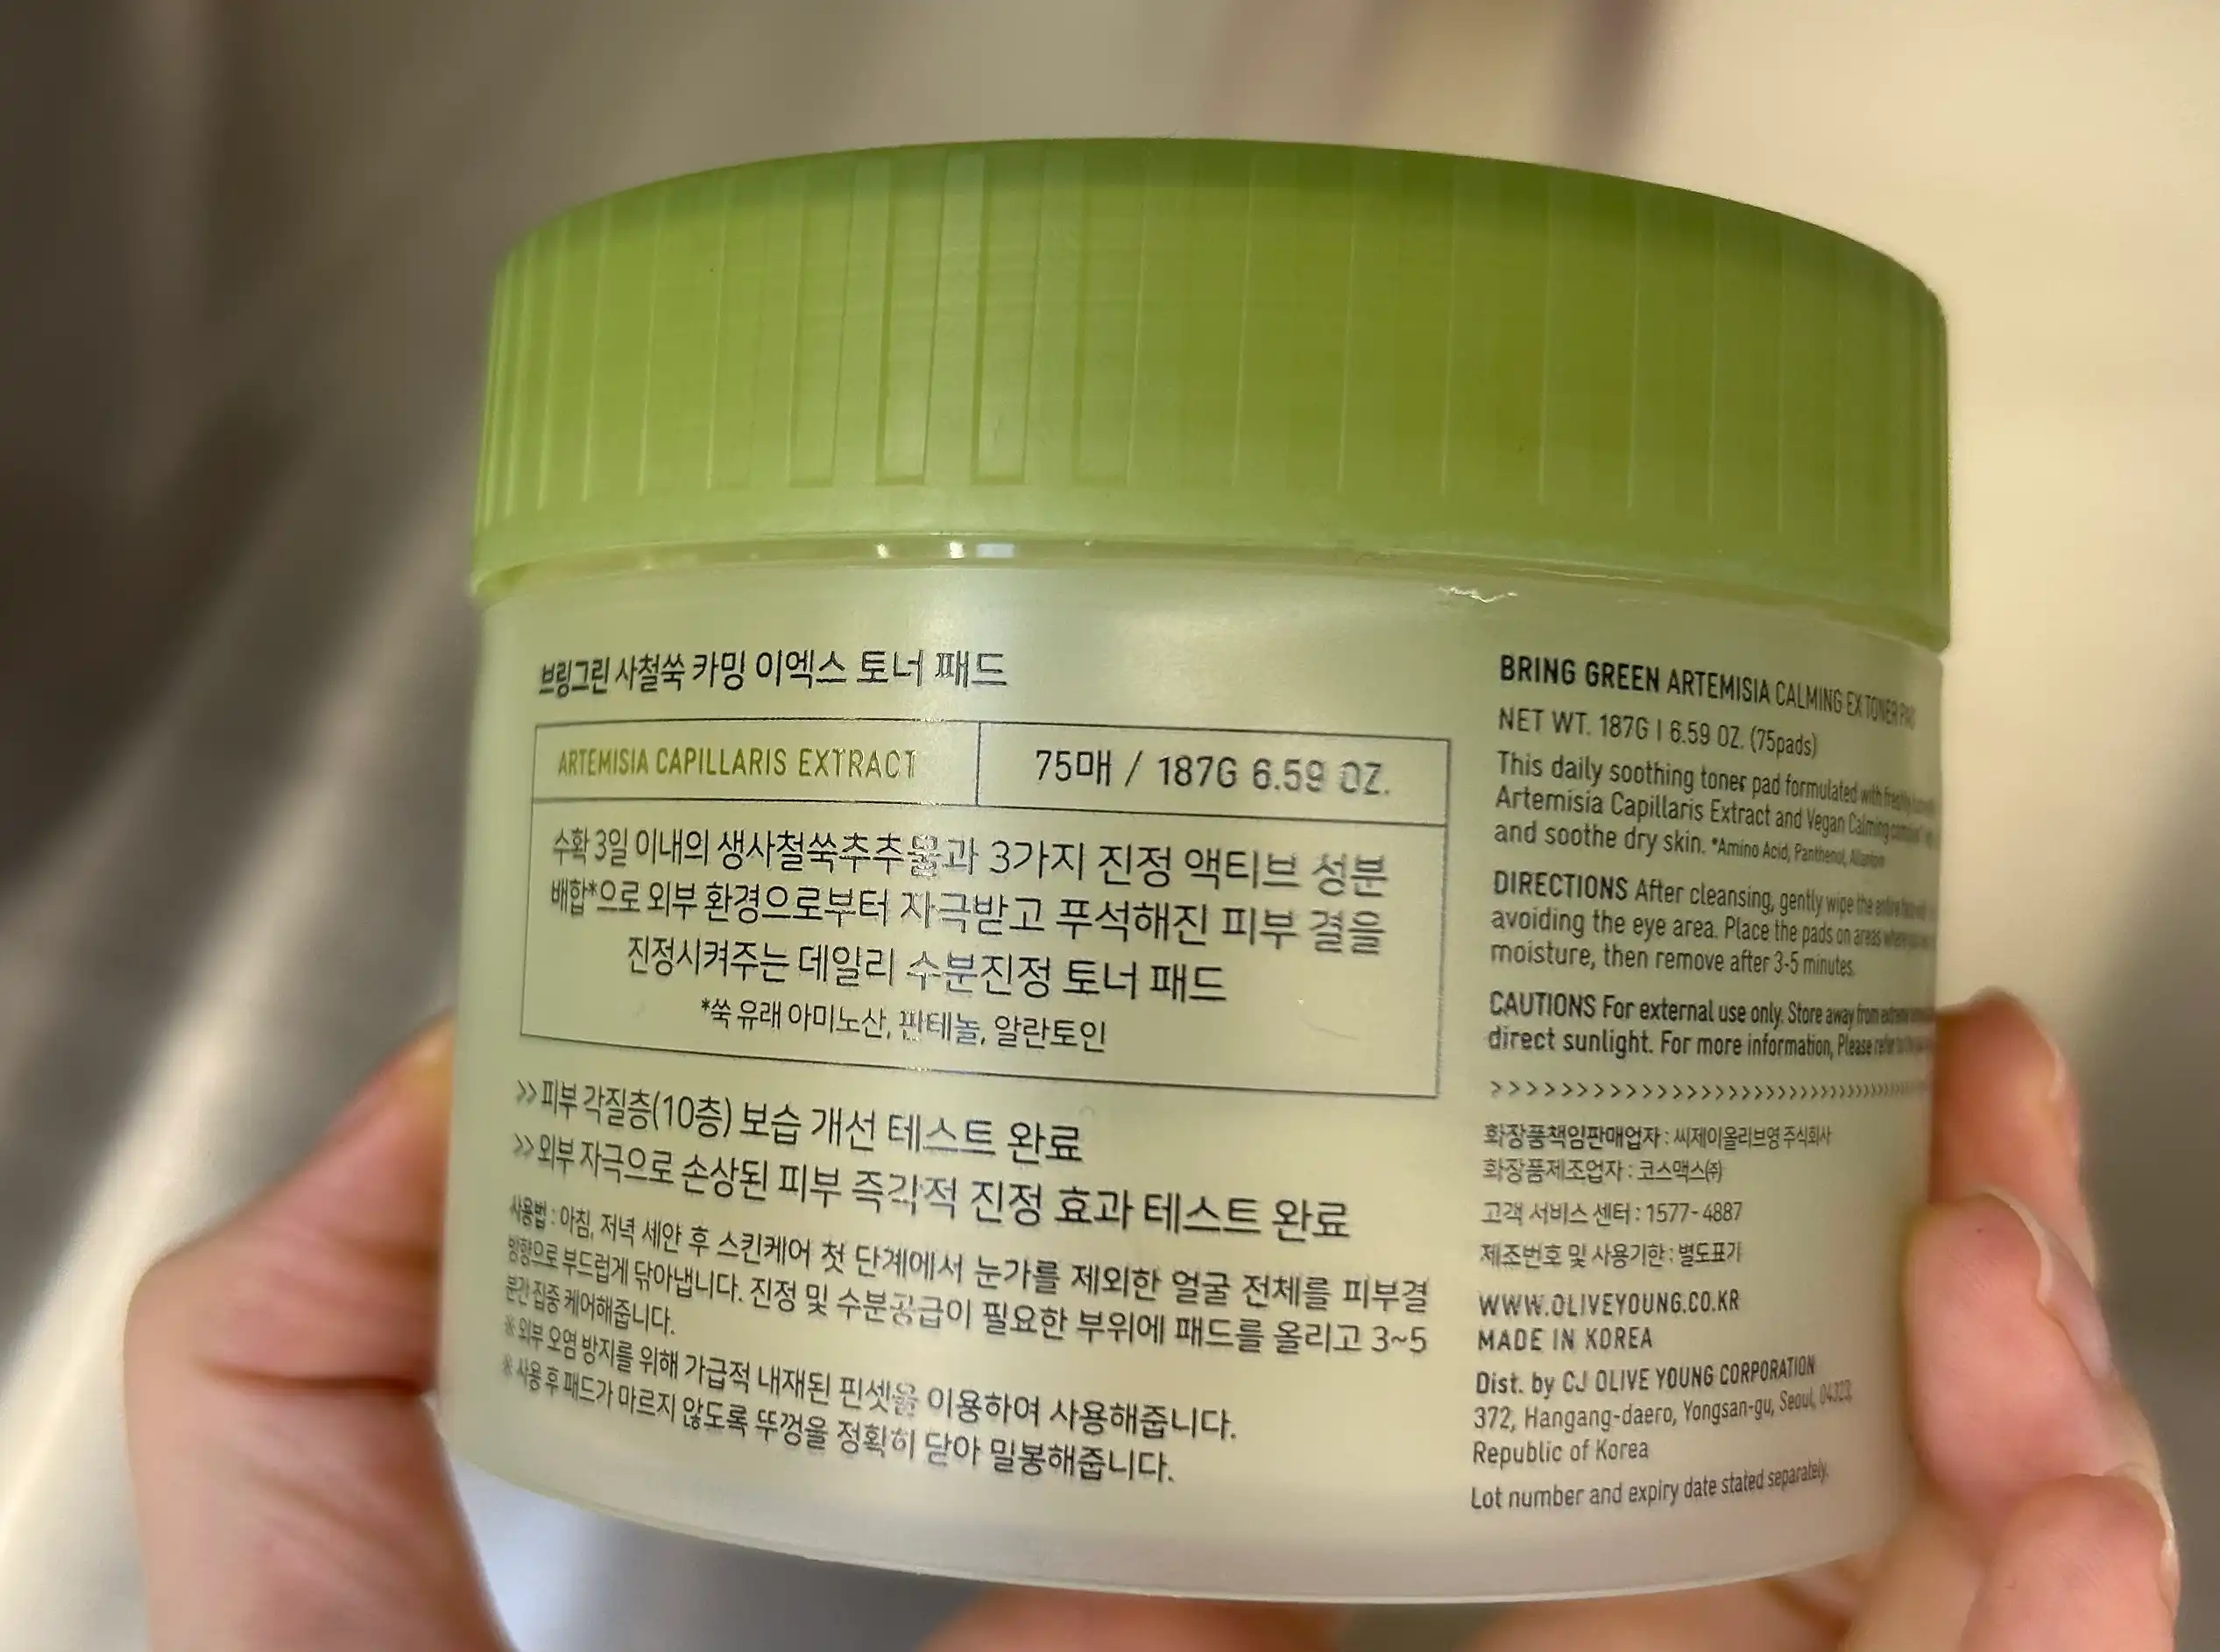 브링그린 사철쑥 카밍 이엑스 토너 패드
ARTEMISIA CAPILLARIS EXTRACT
75매 / 187G 6.59 OZ.
수확 3일 이내의 생사철쑥추추물과 3가지 진정 액티브 성분
배합*으로 외부 환경으로부터 자극받고 푸석해진 피부 결을
진정시켜주는 데일리 수분진정 토너 패드
*쑥 유래 아미노산, 판테놀, 알란토인
>> 피부 각질층(10층) 보습 개선 테스트 완료
>> 외부 자극으로 손상된 피부 즉각적 진정 효과 테스트 완료
사용법 : 아침, 저녁 세안 후 스킨케어 첫 단계에서 눈가를 제외한 얼굴 전체를 피부결
방향으로 부드럽게 닦아냅니다. 진정 및 수분공급이 필요한 부위에 패드를 올리고 3~5
분간 집중 케어해줍니다.
※ 외부 오염 방지를 위해 가급적 내재된 핀셋을 이용하여 사용해줍니다.
※ 사용 후 패드가 마르지 않도록 뚜껑을 정확히 닫아 밀봉해줍니다.
BRING GREEN ARTEMISIA CALMING EX TONER PAD
NET WT. 187G | 6.59 OZ. (75pads)
This daily soothing toner pad formulated with freshly
Artemisia Capillaris Extract and Vegan Calming
and soothe dry skin. *Amino Acid, Panthenol, Allantoin
DIRECTIONS After cleansing, gently wipe the entire face
avoiding the eye area. Place the pads on areas where
moisture, then remove after 3-5 minutes.
CAUTIONS For external use only. Store away from extreme
direct sunlight. For more information, Please refer to the
>>>>>>>>>>>>>>>>>>>>>>>>>>>>>>
화장품책임판매업자 : 씨제이올리브영 주식회사
화장품제조업자 : 코스맥스㈜
고객 서비스 센터 : 1577-4887
제조번호 및 사용기한 : 별도표기
WWW.OLIVEYOUNG.CO.KR
MADE IN KOREA
Dist. by CJ OLIVE YOUNG CORPORATION
372, Hangang-daero, Yongsan-gu, Seoul, 04323,
Republic of Korea
Lot number and expiry date stated separately.